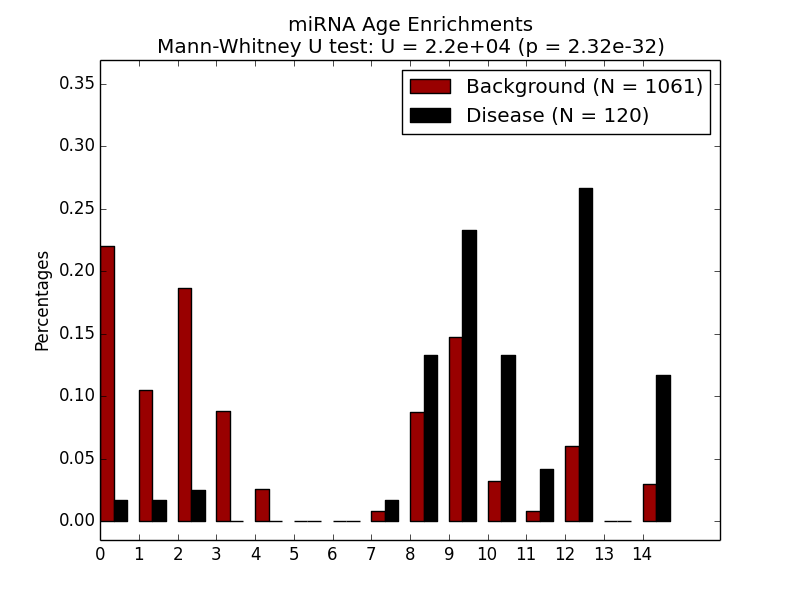 miRNA Age Enrichments
Mann-Whitney U test: U = 2.2e+04 (p = 2.32e-32)
Background (N = 1061)
Disease (N = 120)
Percentages
0.35
0.30
0.25
0.20
0.15
0.10
0.05
0.00
0 1 2 3 4 5 6 7 8 9 10 11 12 13 14